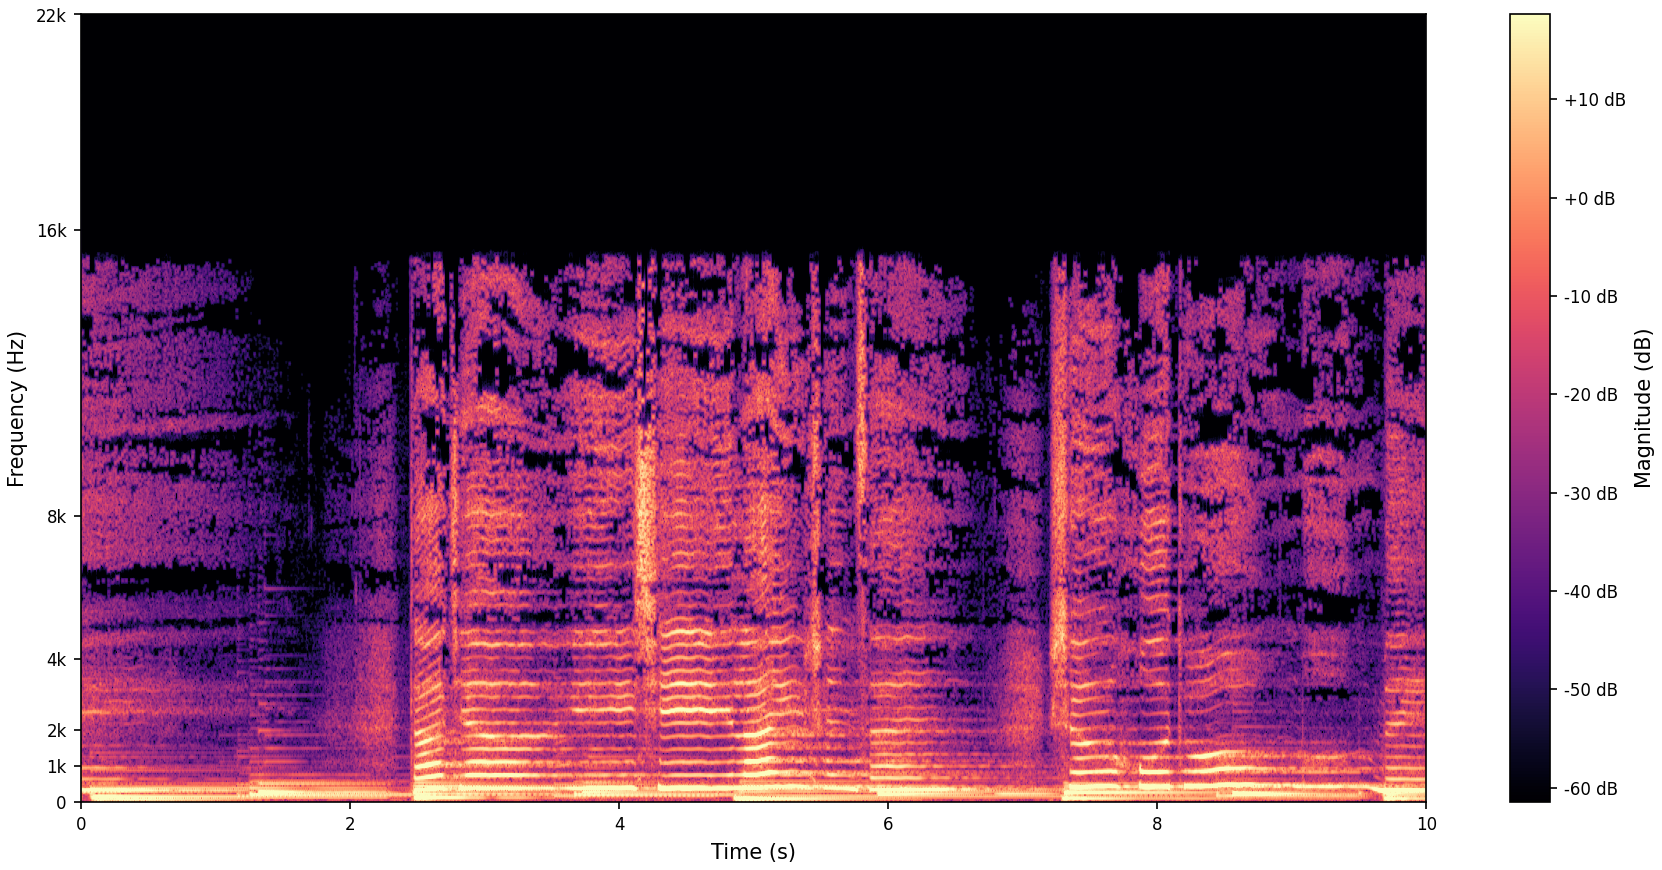 22k
16k
8k
4k
2k
1k
0
0
2
4
6
8
10
Time (s)
Frequency (Hz)
+10 dB
+0 dB
-10 dB
-20 dB
-30 dB
-40 dB
-50 dB
-60 dB
Magnitude (dB)